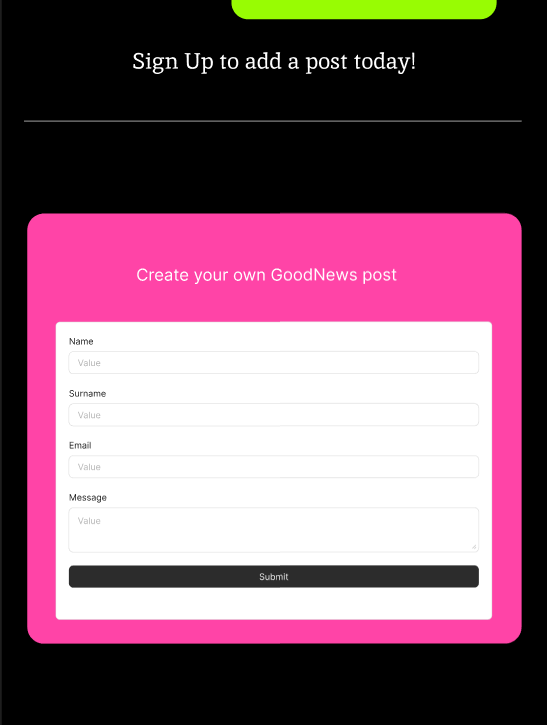 Sign Up to add a post today!
Create your own GoodNews post
Name
Value
Surname
Value
Email
Value
Message
Value
Submit